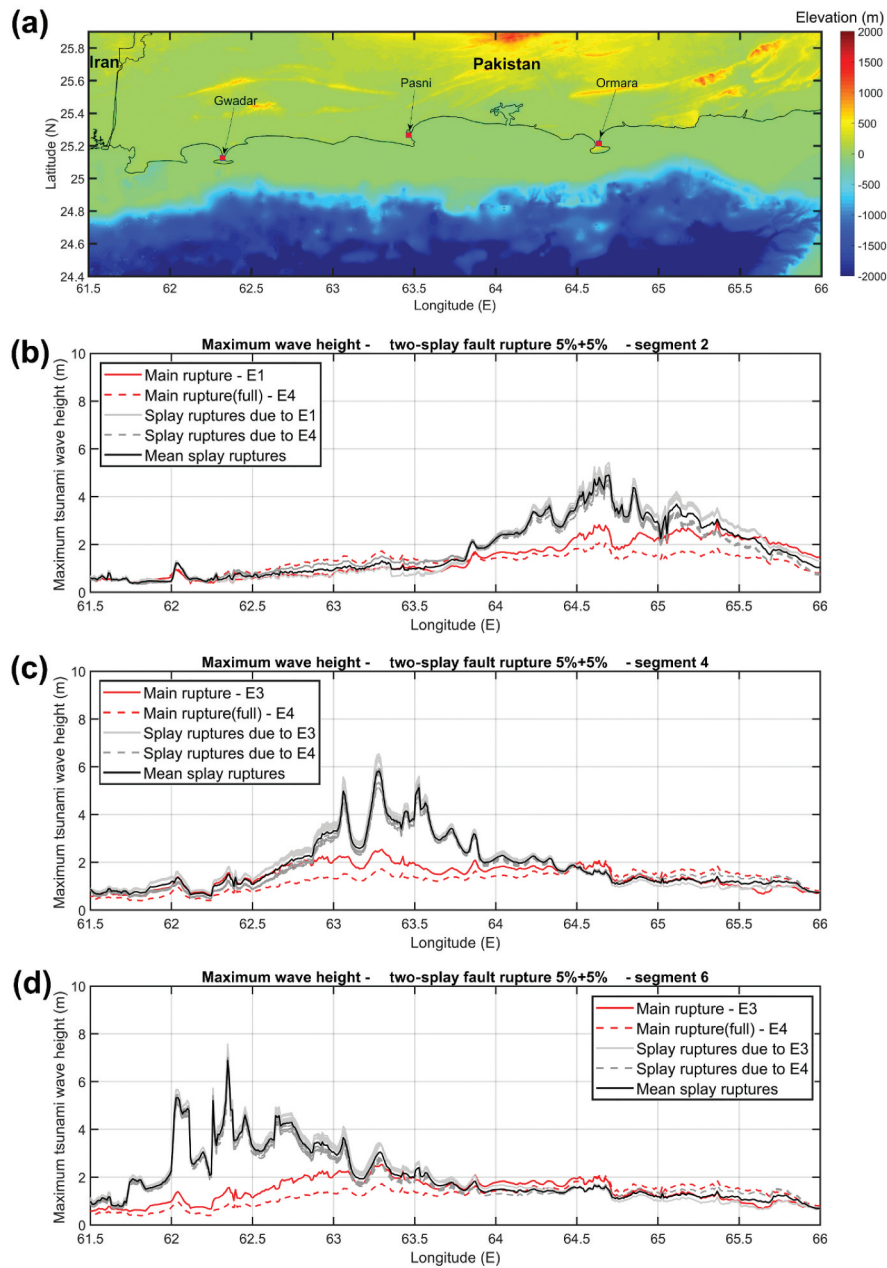 (a)
Elevation (m)
25.8
25.6
25.4
25.2
25
24.8
24.6
24.4
Latitude (N)
Iran
Pakistan
Gwadar
Pasni
Ormara
2000
1500
1000
500
0
-500
-1000
-1500
-2000
61.5 62 62.5 63 63.5 64 64.5 65 65.5 66
Longitude (E)
(b)
Maximum wave height - two-splay fault rupture 5%+5% - segment 2
Maximum tsunami wave height (m)
10
8
6
4
2
0
Main rupture - E1
Main rupture(full) - E4
Splay ruptures due to E1
Splay ruptures due to E4
Mean splay ruptures
61.5 62 62.5 63 63.5 64 64.5 65 65.5 66
Longitude (E)
(c)
Maximum wave height - two-splay fault rupture 5%+5% - segment 4
Maximum tsunami wave height (m)
10
8
6
4
2
0
Main rupture - E3
Main rupture(full) - E4
Splay ruptures due to E3
Splay ruptures due to E4
Mean splay ruptures
61.5 62 62.5 63 63.5 64 64.5 65 65.5 66
Longitude (E)
(d)
Maximum wave height - two-splay fault rupture 5%+5% - segment 6
Maximum tsunami wave height (m)
10
8
6
4
2
0
Main rupture - E3
Main rupture(full) - E4
Splay ruptures due to E3
Splay ruptures due to E4
Mean splay ruptures
61.5 62 62.5 63 63.5 64 64.5 65 65.5 66
Longitude (E)